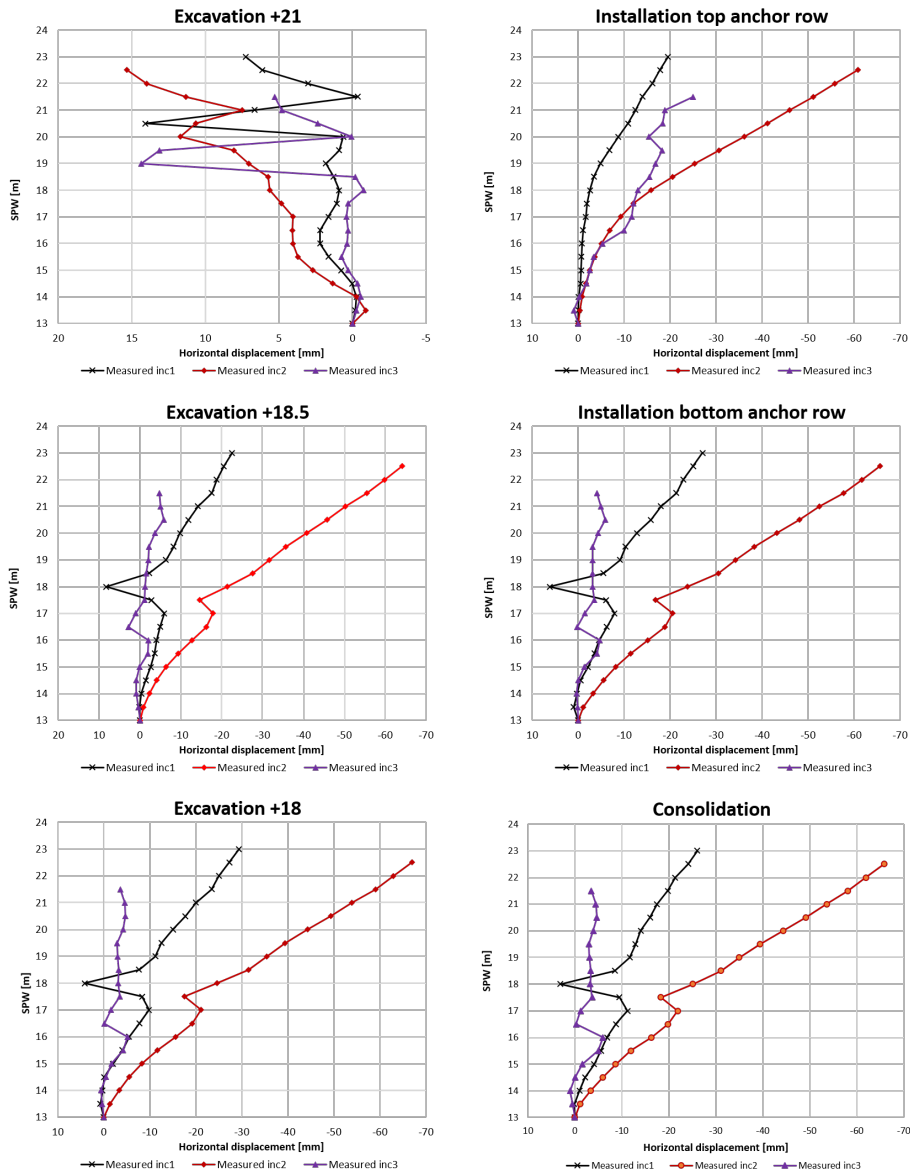 Excavation +21
24
23
22
21
20
19
18
17
16
15
14
13
SPW [m]
20 15 10 5 0 -5
Horizontal displacement [mm]
Measured inc1 Measured inc2 Measured inc3
Installation top anchor row
24
23
22
21
20
19
18
17
16
15
14
13
SPW [m]
10 0 -10 -20 -30 -40 -50 -60 -70
Horizontal displacement [mm]
Measured inc1 Measured inc2 Measured inc3
Excavation +18.5
24
23
22
21
20
19
18
17
16
15
14
13
SPW [m]
20 10 0 -10 -20 -30 -40 -50 -60 -70
Horizontal displacement [mm]
Measured inc1 Measured inc2 Measured inc3
Installation bottom anchor row
24
23
22
21
20
19
18
17
16
15
14
13
SPW [m]
10 0 -10 -20 -30 -40 -50 -60 -70
Horizontal displacement [mm]
Measured inc1 Measured inc2 Measured inc3
Excavation +18
24
23
22
21
20
19
18
17
16
15
14
13
SPW [m]
10 0 -10 -20 -30 -40 -50 -60 -70
Horizontal displacement [mm]
Measured inc1 Measured inc2 Measured inc3
Consolidation
24
23
22
21
20
19
18
17
16
15
14
13
SPW [m]
10 0 -10 -20 -30 -40 -50 -60 -70
Horizontal displacement [mm]
Measured inc1 Measured inc2 Measured inc3